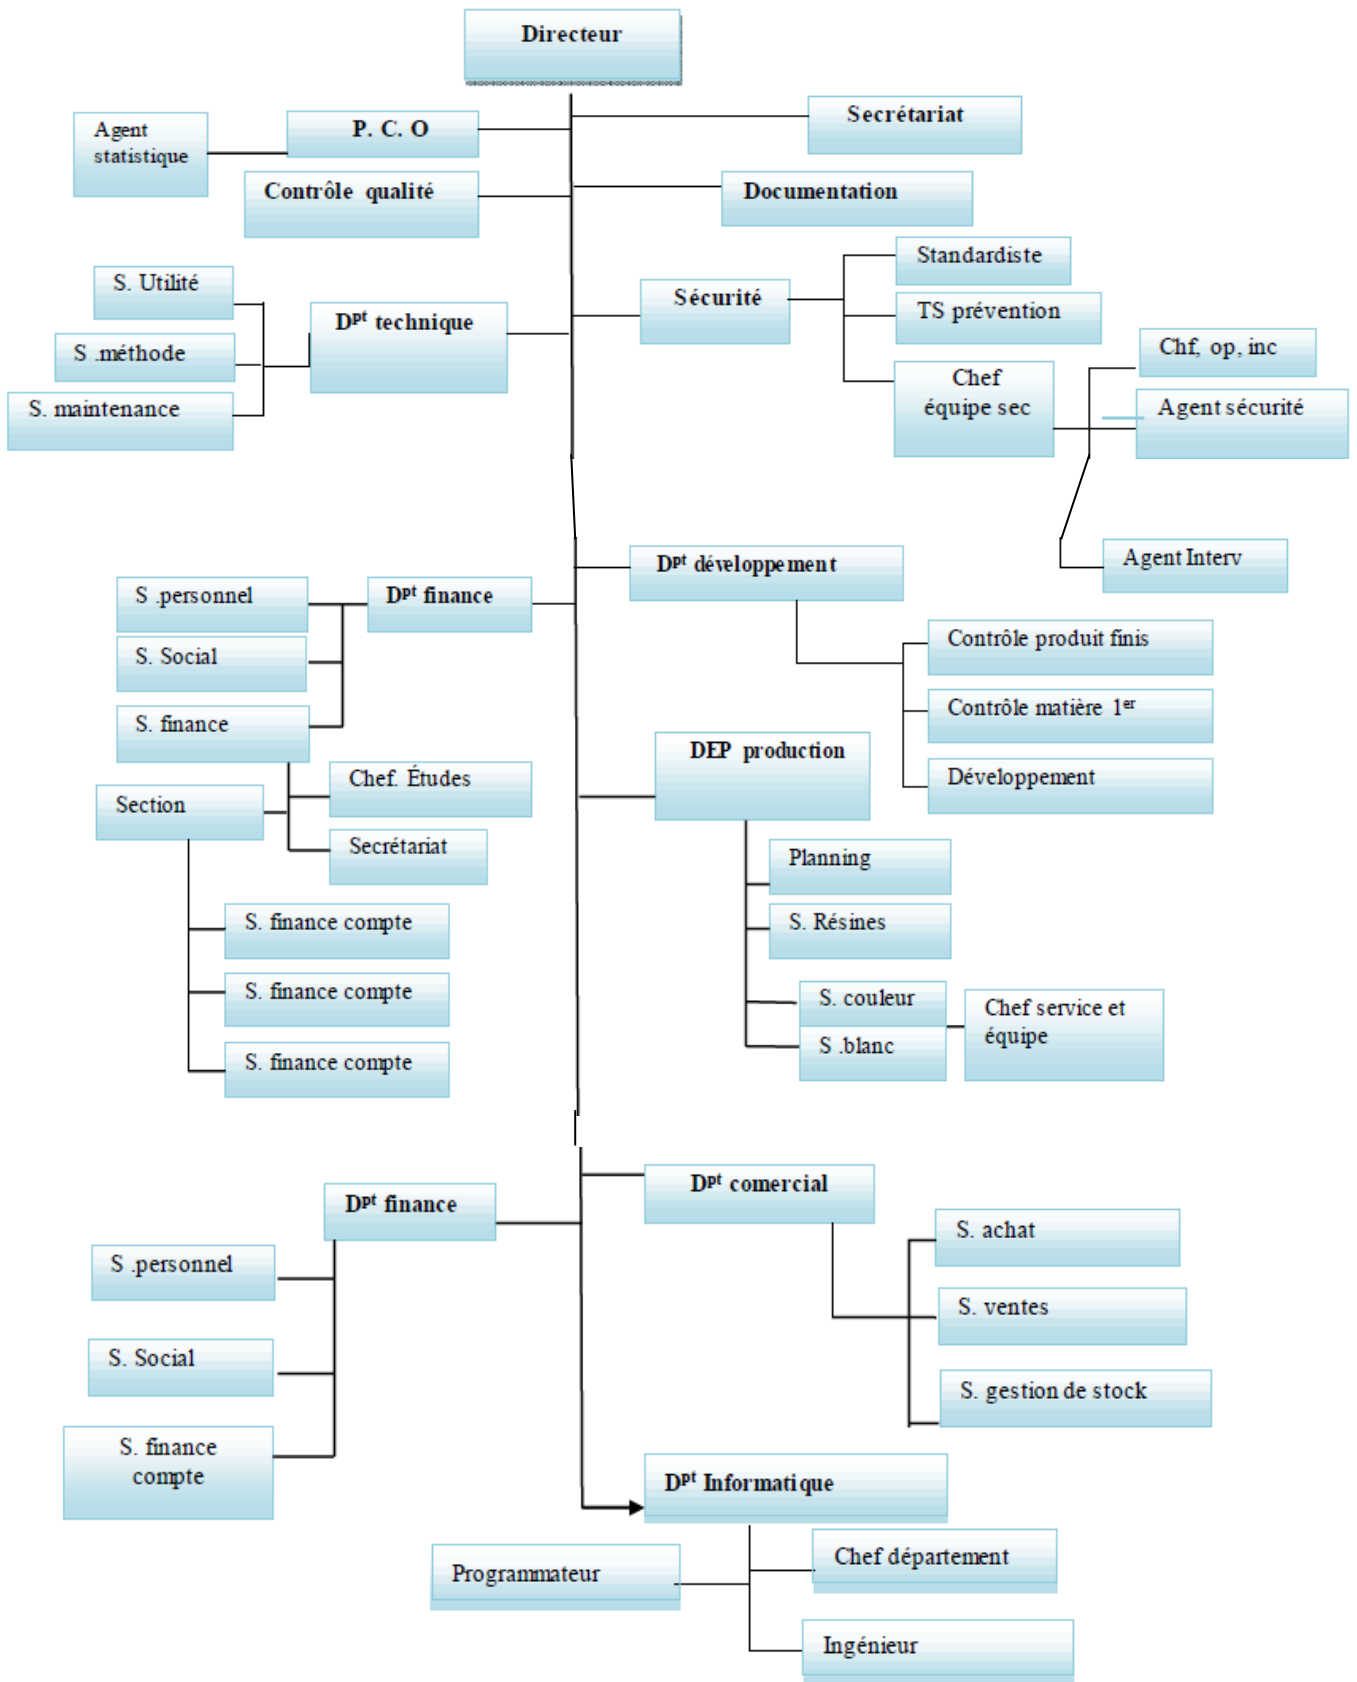 Directeur
Secrétariat
P. C. O
Agent
statistique
Contrôle qualité
Documentation
Standardiste
S. Utilité
Sécurité
TS prévention
Dpt technique
S .méthode
Chf, op, inc
Chef
équipe sec
S. maintenance
Agent sécurité
Agent Interv
Dpt développement
S .personnel
Dpt finance
Contrôle produit finis
S. Social
Contrôle matière 1er
S. finance
DEP production
Développement
Chef. Études
Section
Secrétariat
Planning
S. finance compte
S. Résines
S. finance compte
S. couleur
Chef service et
équipe
S .blanc
S. finance compte
Dpt comercial
Dpt finance
S. achat
S .personnel
S. ventes
S. Social
S. gestion de stock
S. finance
compte
Dpt Informatique
Chef département
Programmateur
Ingénieur